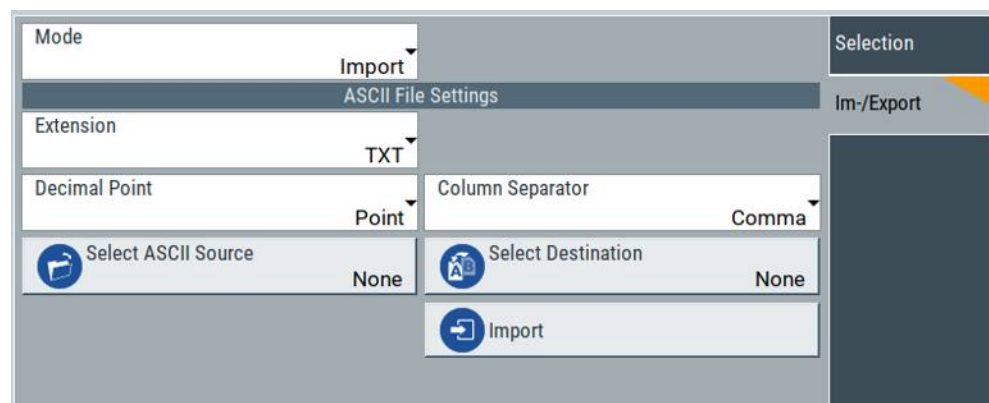 Mode
Import
Selection
ASCII File Settings
Im-/Export
Extension
TXT
Decimal Point
Point
Column Separator
Comma
Select ASCII Source
None
Select Destination
None
Import